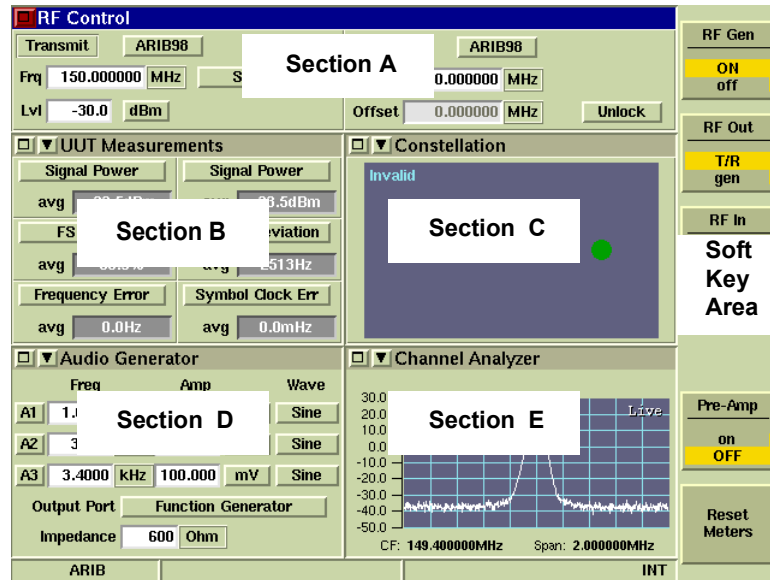 RF Control
Transmit ARIB98 ARIB98
Section A
Frq 150.000000 MHz 0.000000 MHz
Lvl -30.0 dBm Offset 0.000000 MHz Unlock
UUT Measurements
Signal Power Signal Power
avg dBm
FS
avg 2513Hz
Frequency Error Symbol Clock Err
avg 0.0Hz avg 0.0mHz
Section B
Constellation
Invalid
Section C
Audio Generator
Freq Amp Wave
A1 Sine
A2 Sine
A3 3.4000 kHz 100.000 mV Sine
Section D
Output Port Function Generator
Impedance 600 Ohm
Channel Analyzer
30.0
20.0
10.0
0.0
-10.0
-20.0
-30.0
-40.0
-50.0
Live
Section E
CF: 149.400000MHz Span: 2.000000MHz
ARIB INT
RF Gen
ON
off
RF Out
T/R
gen
RF In
Soft
Key
Area
Pre-Amp
on
OFF
Reset
Meters